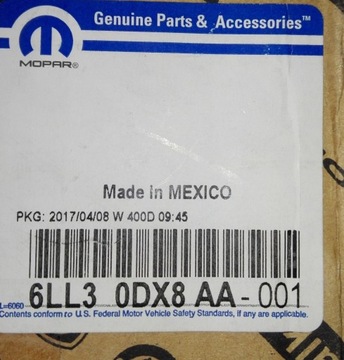 Genuine Parts & Accessories™
MOPAR®
Made In MEXICO
PKG: 2017/04/08 W 400D 09:45
L=6060
6LL3 0DX8 AA-001
Contents conform to U.S. Federal Motor Vehicle Safety Standards, if any are applicable.